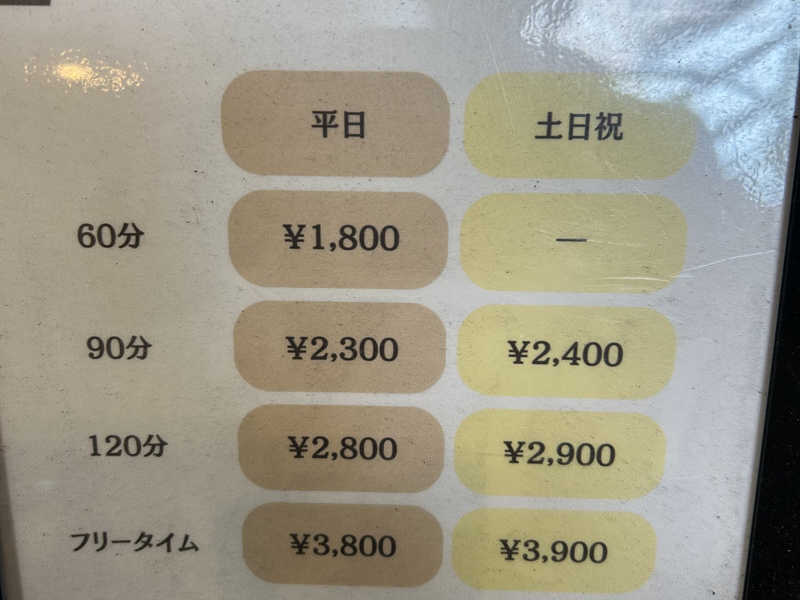 平日 土日祝
60分 ¥1,800 —
90分 ¥2,300 ¥2,400
120分 ¥2,800 ¥2,900
フリータイム ¥3,800 ¥3,900